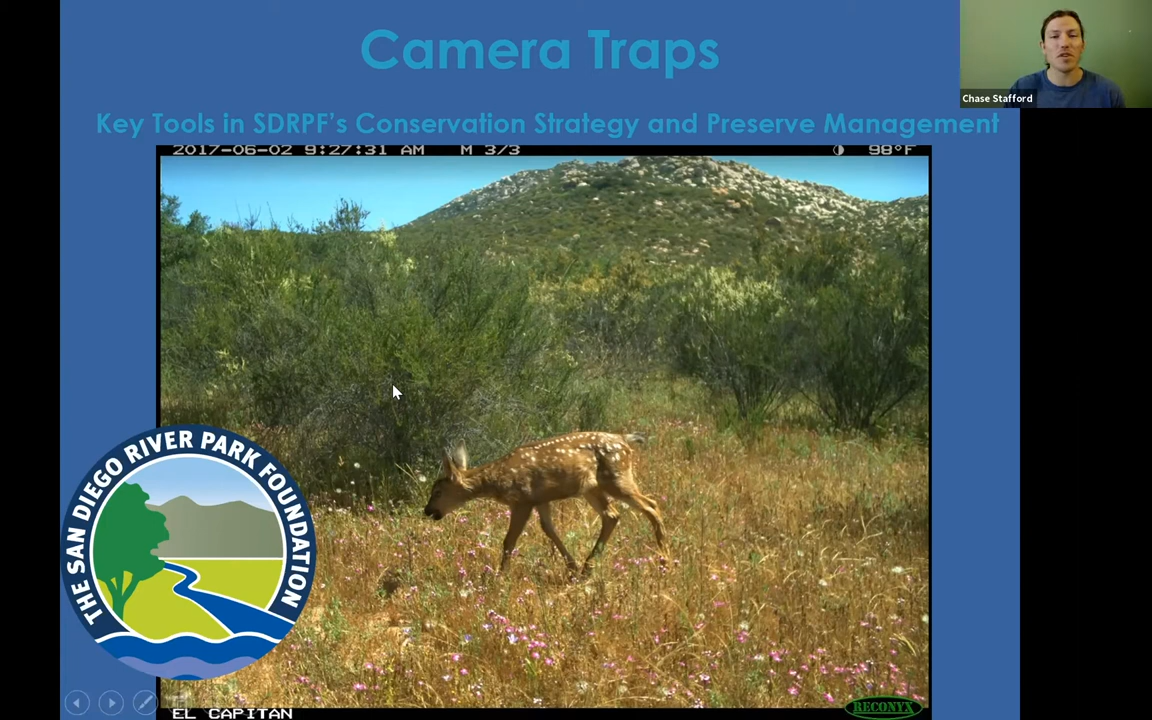 Camera Traps
Chase Stafford
Key Tools in SDRPF's Conservation Strategy and Preserve Management
2017-06-02 9:27:31 AM M 3/3 98°F
THE SAN DIEGO RIVER PARK FOUNDATION
EL CAPITAN
RECONYX